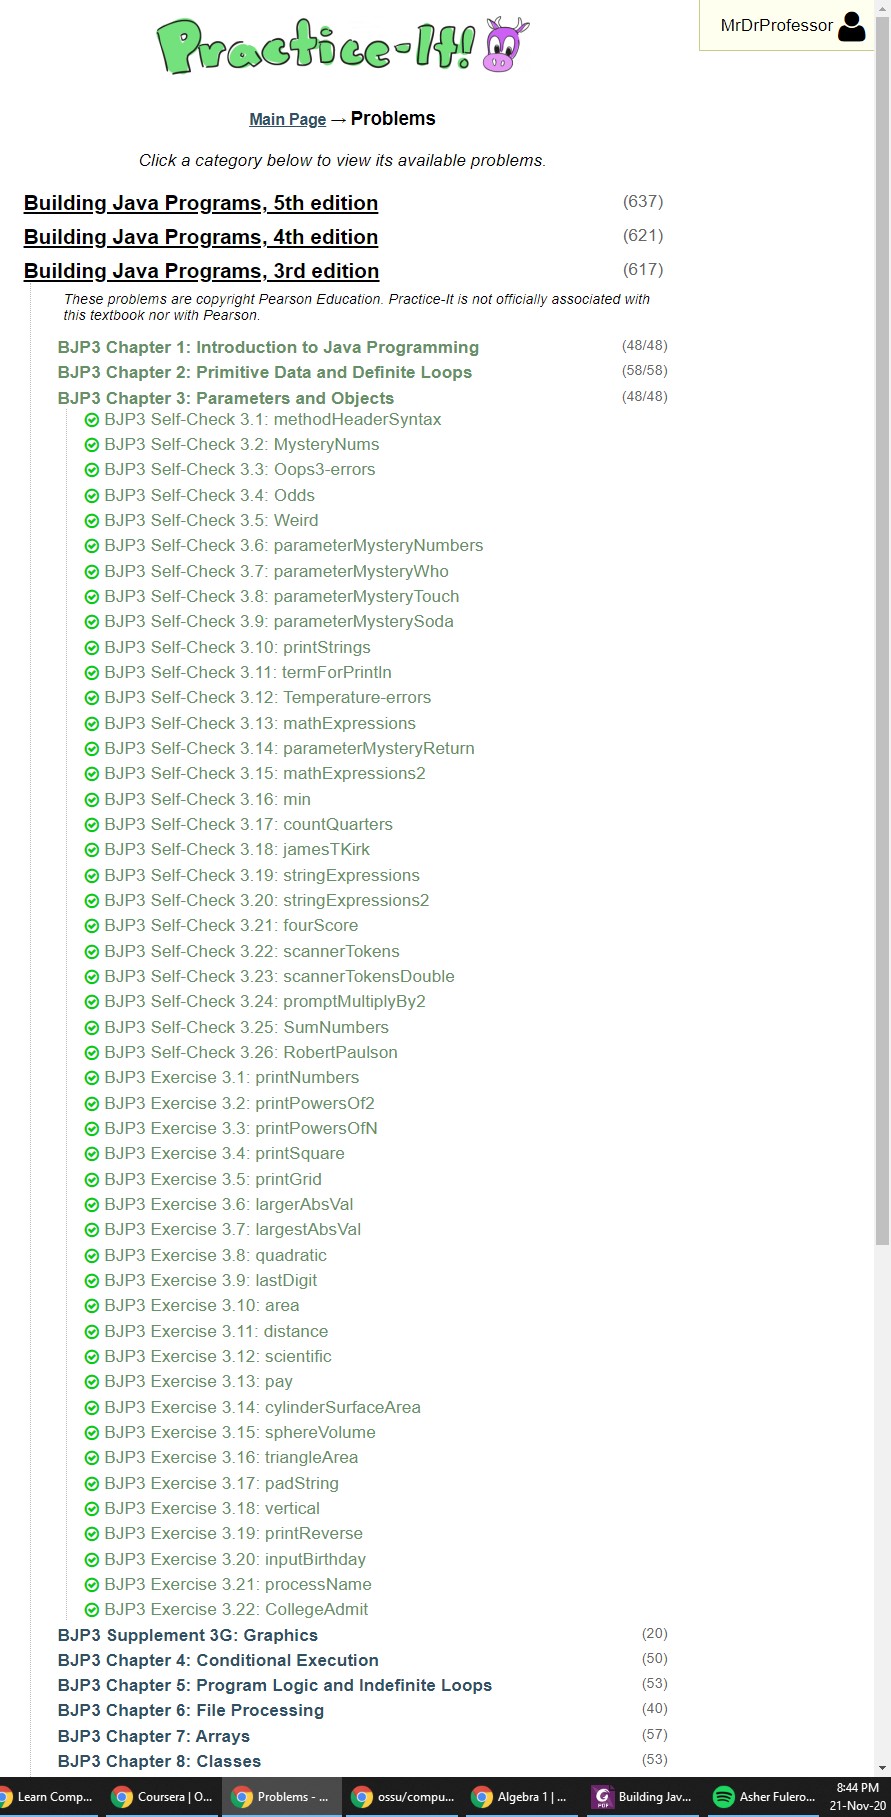 Practice-It!
MrDrProfessor
Main Page → Problems
Click a category below to view its available problems.
Building Java Programs, 5th edition (637)
Building Java Programs, 4th edition (621)
Building Java Programs, 3rd edition (617)
These problems are copyright Pearson Education. Practice-It is not officially associated with
this textbook nor with Pearson.
BJP3 Chapter 1: Introduction to Java Programming (48/48)
BJP3 Chapter 2: Primitive Data and Definite Loops (58/58)
BJP3 Chapter 3: Parameters and Objects (48/48)
BJP3 Self-Check 3.1: methodHeaderSyntax
BJP3 Self-Check 3.2: MysteryNums
BJP3 Self-Check 3.3: Oops3-errors
BJP3 Self-Check 3.4: Odds
BJP3 Self-Check 3.5: Weird
BJP3 Self-Check 3.6: parameterMysteryNumbers
BJP3 Self-Check 3.7: parameterMysteryWho
BJP3 Self-Check 3.8: parameterMysteryTouch
BJP3 Self-Check 3.9: parameterMysterySoda
BJP3 Self-Check 3.10: printStrings
BJP3 Self-Check 3.11: termForPrintln
BJP3 Self-Check 3.12: Temperature-errors
BJP3 Self-Check 3.13: mathExpressions
BJP3 Self-Check 3.14: parameterMysteryReturn
BJP3 Self-Check 3.15: mathExpressions2
BJP3 Self-Check 3.16: min
BJP3 Self-Check 3.17: countQuarters
BJP3 Self-Check 3.18: jamesTKirk
BJP3 Self-Check 3.19: stringExpressions
BJP3 Self-Check 3.20: stringExpressions2
BJP3 Self-Check 3.21: fourScore
BJP3 Self-Check 3.22: scannerTokens
BJP3 Self-Check 3.23: scannerTokensDouble
BJP3 Self-Check 3.24: promptMultiplyBy2
BJP3 Self-Check 3.25: SumNumbers
BJP3 Self-Check 3.26: RobertPaulson
BJP3 Exercise 3.1: printNumbers
BJP3 Exercise 3.2: printPowersOf2
BJP3 Exercise 3.3: printPowersOfN
BJP3 Exercise 3.4: printSquare
BJP3 Exercise 3.5: printGrid
BJP3 Exercise 3.6: largerAbsVal
BJP3 Exercise 3.7: largestAbsVal
BJP3 Exercise 3.8: quadratic
BJP3 Exercise 3.9: lastDigit
BJP3 Exercise 3.10: area
BJP3 Exercise 3.11: distance
BJP3 Exercise 3.12: scientific
BJP3 Exercise 3.13: pay
BJP3 Exercise 3.14: cylinderSurfaceArea
BJP3 Exercise 3.15: sphereVolume
BJP3 Exercise 3.16: triangleArea
BJP3 Exercise 3.17: padString
BJP3 Exercise 3.18: vertical
BJP3 Exercise 3.19: printReverse
BJP3 Exercise 3.20: inputBirthday
BJP3 Exercise 3.21: processName
BJP3 Exercise 3.22: CollegeAdmit
BJP3 Supplement 3G: Graphics (20)
BJP3 Chapter 4: Conditional Execution (50)
BJP3 Chapter 5: Program Logic and Indefinite Loops (53)
BJP3 Chapter 6: File Processing (40)
BJP3 Chapter 7: Arrays (57)
BJP3 Chapter 8: Classes (53)
Learn Comp... Coursera | O... Problems - ... ossu/compu... Algebra 1 | ... Building Jav... Asher Fulero... 8:44 PM
21-Nov-20